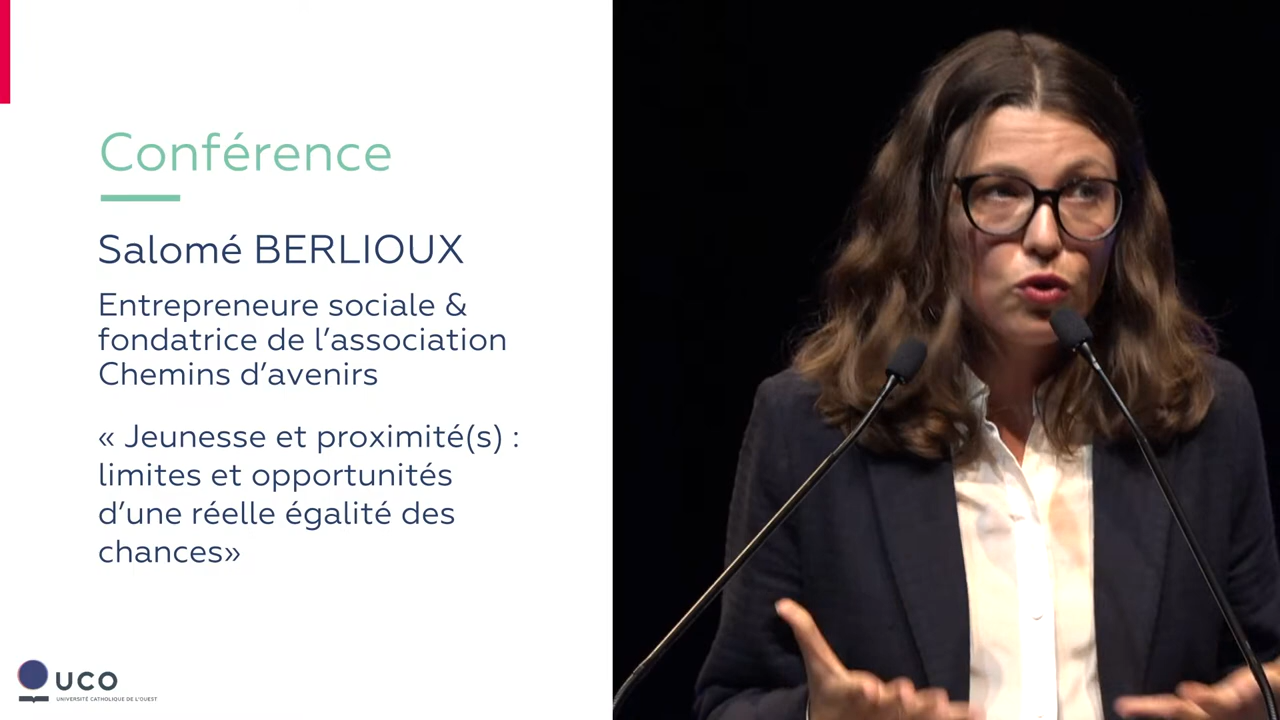 Conférence
Salomé BERLIOUX
Entrepreneure sociale &
fondatrice de l'association
Chemins d'avenirs
« Jeunesse et proximité(s) :
limites et opportunités
d'une réelle égalité des
chances»
UCO
UNIVERSITÉ CATHOLIQUE DE L'OUEST